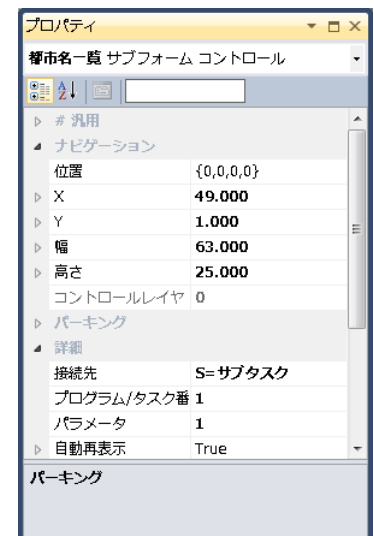 プロパティ
都市名一覧 サブフォーム コントロール
# 汎用
ナビゲーション
位置 {0,0,0,0}
X 49.000
Y 1.000
幅 63.000
高さ 25.000
コントロールレイヤ 0
パーキング
詳細
接続先 S=サブタスク
プログラム/タスク番 1
パラメータ 1
自動再表示 True
パーキング